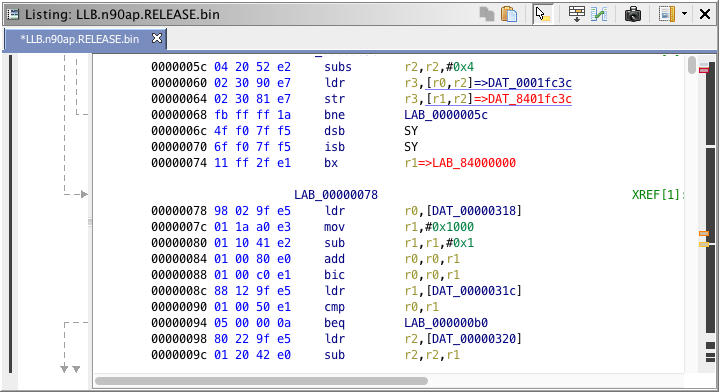 Listing: LLB.n90ap.RELEASE.bin
*LLB.n90ap.RELEASE.bin
0000005c 04 20 52 e2 subs r2,r2,#0x4
00000060 02 30 90 e7 ldr r3,[r0,r2]=>DAT_0001fc3c
00000064 02 30 81 e7 str r3,[r1,r2]=>DAT_8401fc3c
00000068 fb ff ff 1a bne LAB_0000005c
0000006c 4f f0 7f f5 dsb SY
00000070 6f f0 7f f5 isb SY
00000074 11 ff 2f e1 bx r1=>LAB_84000000
LAB_00000078 XREF[1]:
00000078 98 02 9f e5 ldr r0,[DAT_00000318]
0000007c 01 1a a0 e3 mov r1,#0x1000
00000080 01 10 41 e2 sub r1,r1,#0x1
00000084 01 00 80 e0 add r0,r0,r1
00000088 01 00 c0 e1 bic r0,r0,r1
0000008c 88 12 9f e5 ldr r1,[DAT_0000031c]
00000090 01 00 50 e1 cmp r0,r1
00000094 05 00 00 0a beq LAB_000000b0
00000098 80 22 9f e5 ldr r2,[DAT_00000320]
0000009c 01 20 42 e0 sub r2,r2,r1